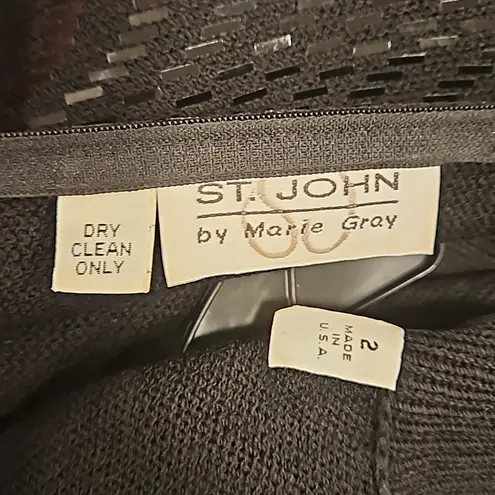 ST. JOHN
by Marie Gray
DRY
CLEAN
ONLY
2
MADE
IN
U.S.A.